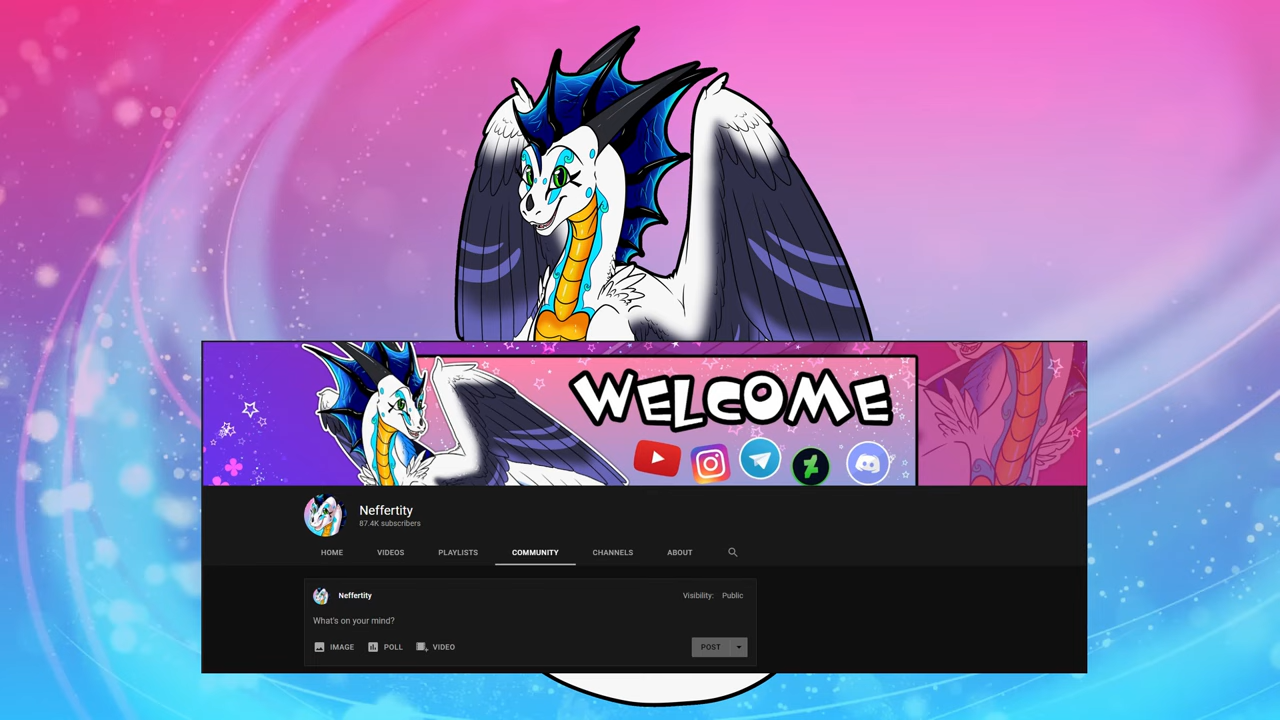 WELCOME
Neffertity
87.4K subscribers
HOME VIDEOS PLAYLISTS COMMUNITY CHANNELS ABOUT
Neffertity Visibility: Public
What's on your mind?
IMAGE POLL VIDEO POST